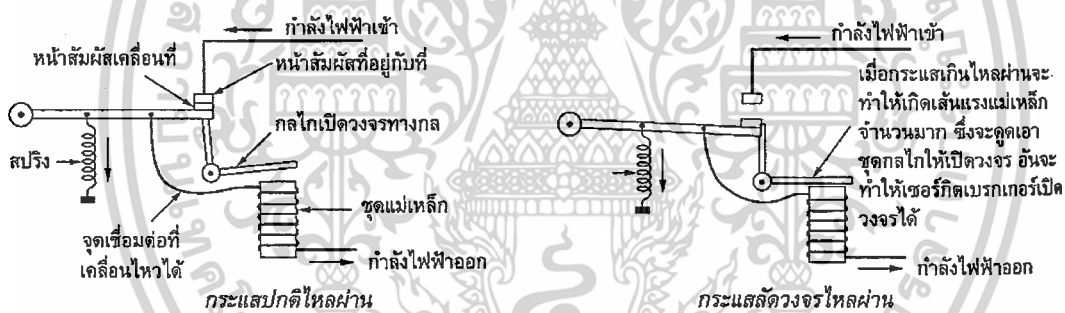 กำลังไฟฟ้าเข้า
หน้าสัมผัสเคลื่อนที่
หน้าสัมผัสที่อยู่กับที่
กลไกเปิดวงจรทางกล
สปริง
ชุดแม่เหล็ก
จุดเชื่อมต่อที่
เคลื่อนไหวได้
กำลังไฟฟ้าออก
กระแสปกติไหลผ่าน
กำลังไฟฟ้าเข้า
เมื่อกระแสเกินไหลผ่านจะ
ทำให้เกิดเส้นแรงแม่เหล็ก
จำนวนมาก ซึ่งจะดูดเอา
ชุดกลไกให้เปิดวงจร อันจะ
ทำให้เซอร์กิตเบรกเกอร์เปิด
วงจรได้
กำลังไฟฟ้าออก
กระแสลัดวงจรไหลผ่าน